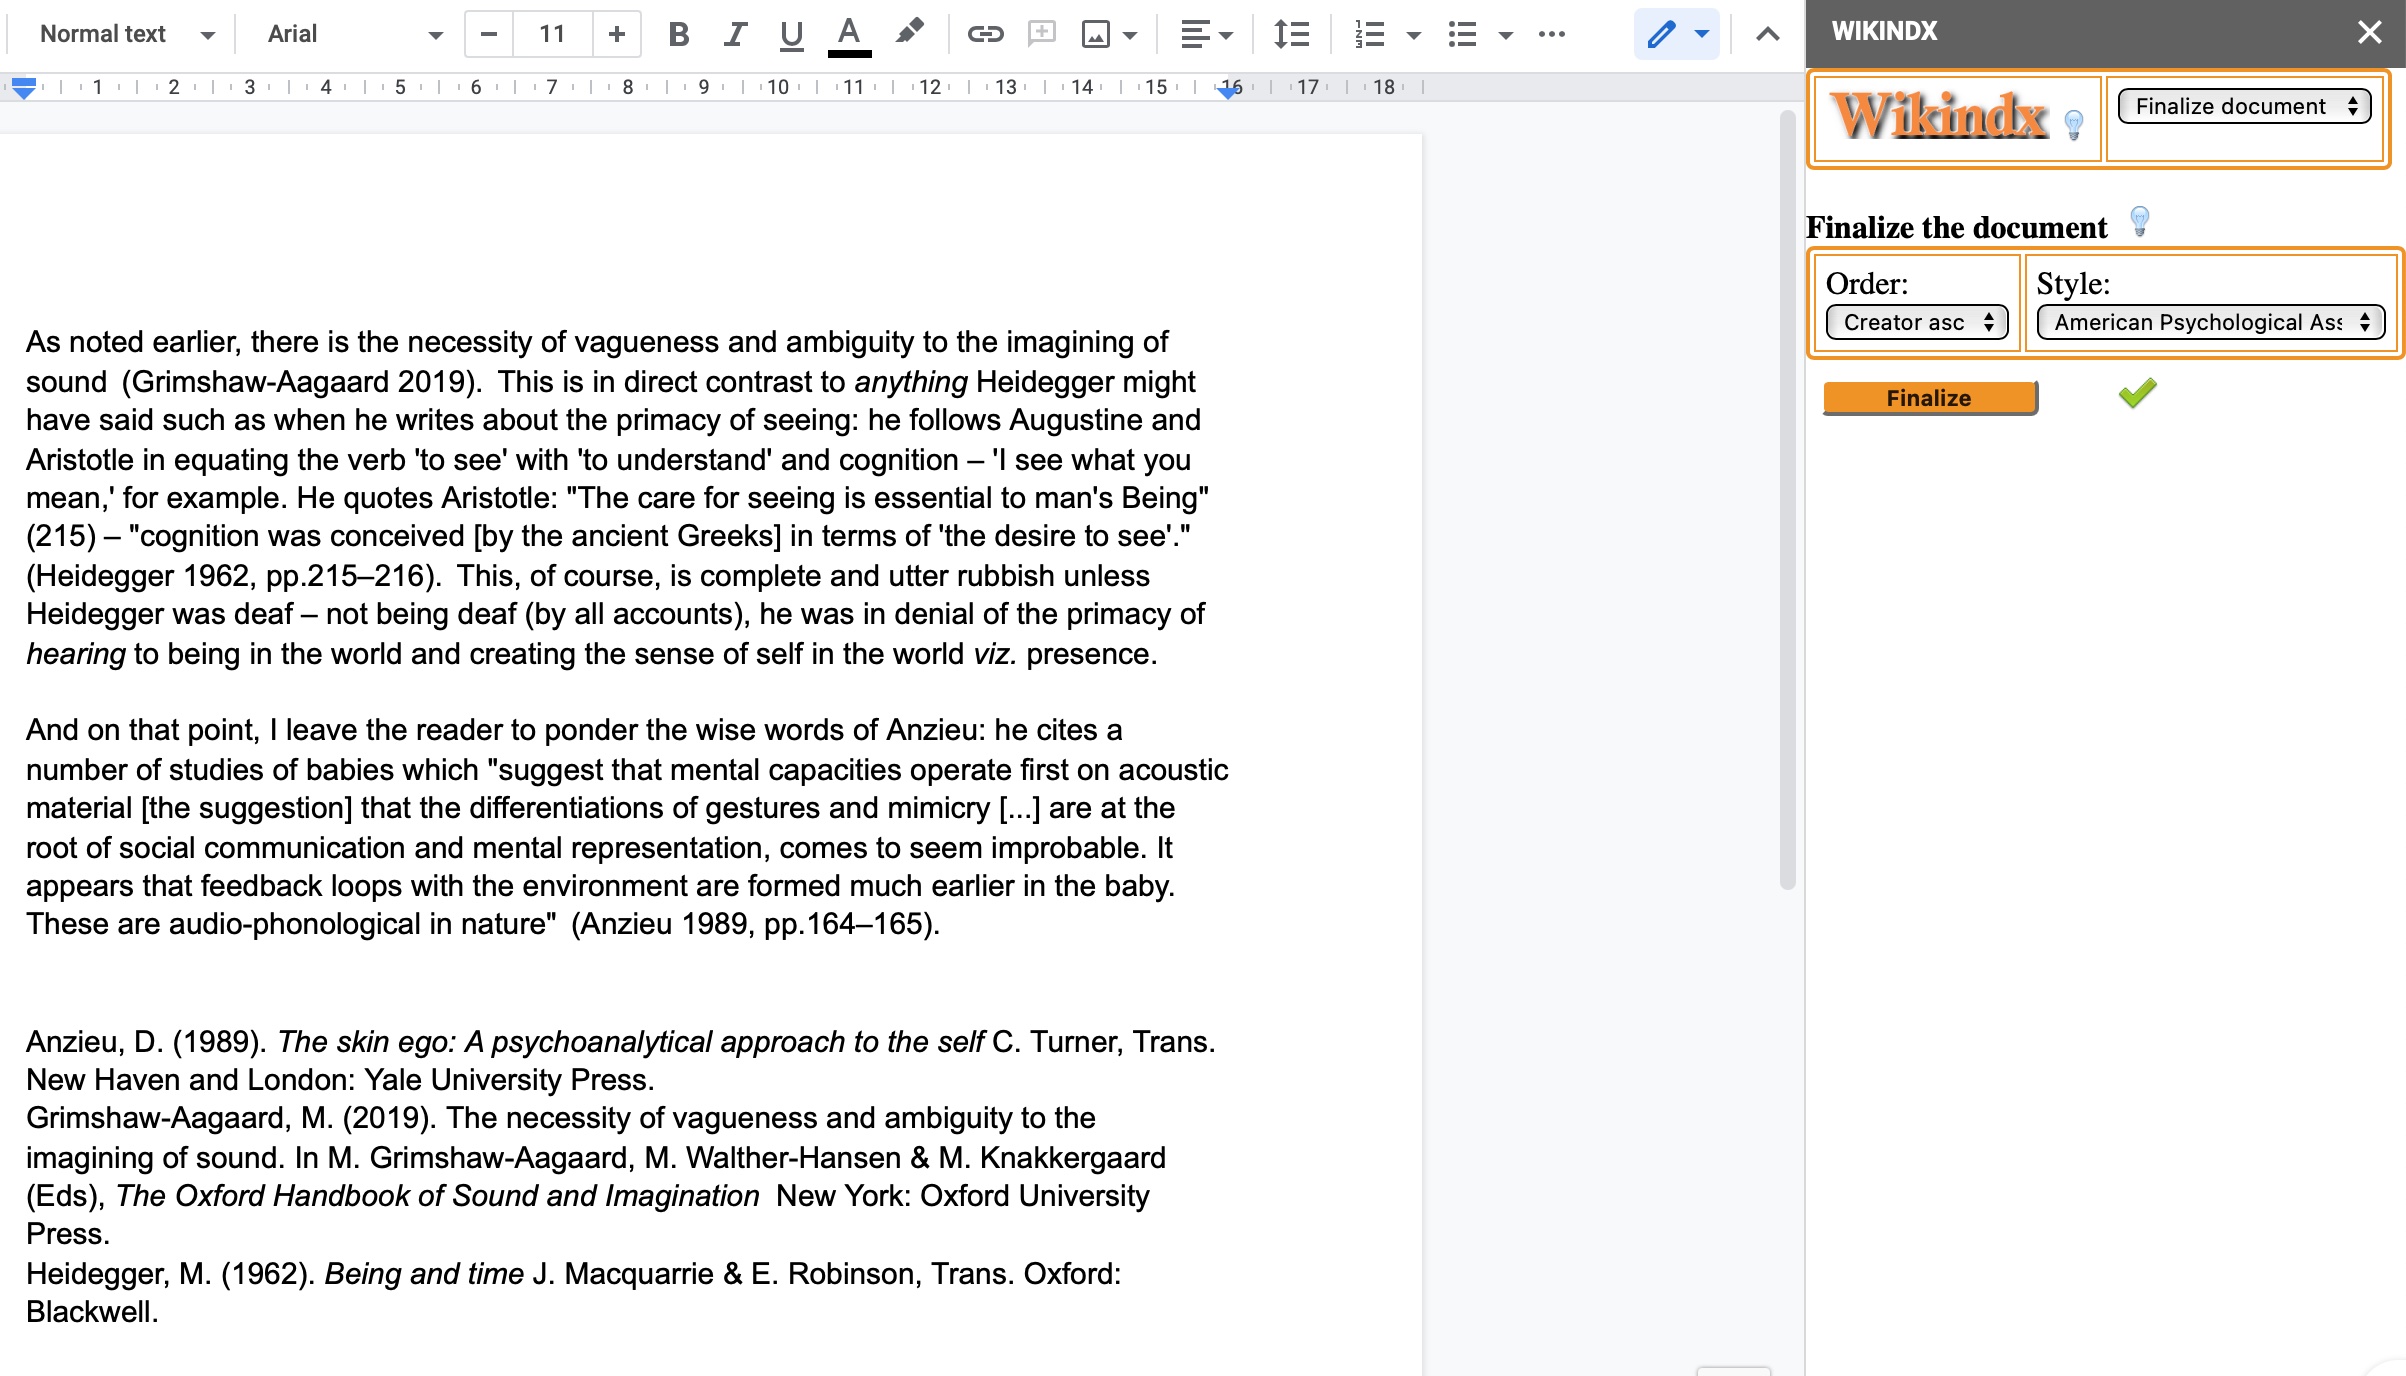 Normal text Arial 11 B I U A
WIKINDX
1 2 3 4 5 6 7 8 9 10 11 12 13 14 15 16 17 18
Wikindx Finalize document
Finalize the document
Order: Style:
Creator asc American Psychological Ass
Finalize
As noted earlier, there is the necessity of vagueness and ambiguity to the imagining of
sound (Grimshaw-Aagaard 2019). This is in direct contrast to anything Heidegger might
have said such as when he writes about the primacy of seeing: he follows Augustine and
Aristotle in equating the verb 'to see' with 'to understand' and cognition – 'I see what you
mean,' for example. He quotes Aristotle: "The care for seeing is essential to man's Being"
(215) – "cognition was conceived [by the ancient Greeks] in terms of 'the desire to see'."
(Heidegger 1962, pp.215–216). This, of course, is complete and utter rubbish unless
Heidegger was deaf – not being deaf (by all accounts), he was in denial of the primacy of
hearing to being in the world and creating the sense of self in the world viz. presence.
And on that point, I leave the reader to ponder the wise words of Anzieu: he cites a
number of studies of babies which "suggest that mental capacities operate first on acoustic
material [the suggestion] that the differentiations of gestures and mimicry [...] are at the
root of social communication and mental representation, comes to seem improbable. It
appears that feedback loops with the environment are formed much earlier in the baby.
These are audio-phonological in nature" (Anzieu 1989, pp.164–165).
Anzieu, D. (1989). The skin ego: A psychoanalytical approach to the self C. Turner, Trans.
New Haven and London: Yale University Press.
Grimshaw-Aagaard, M. (2019). The necessity of vagueness and ambiguity to the
imagining of sound. In M. Grimshaw-Aagaard, M. Walther-Hansen & M. Knakkergaard
(Eds), The Oxford Handbook of Sound and Imagination New York: Oxford University
Press.
Heidegger, M. (1962). Being and time J. Macquarrie & E. Robinson, Trans. Oxford:
Blackwell.